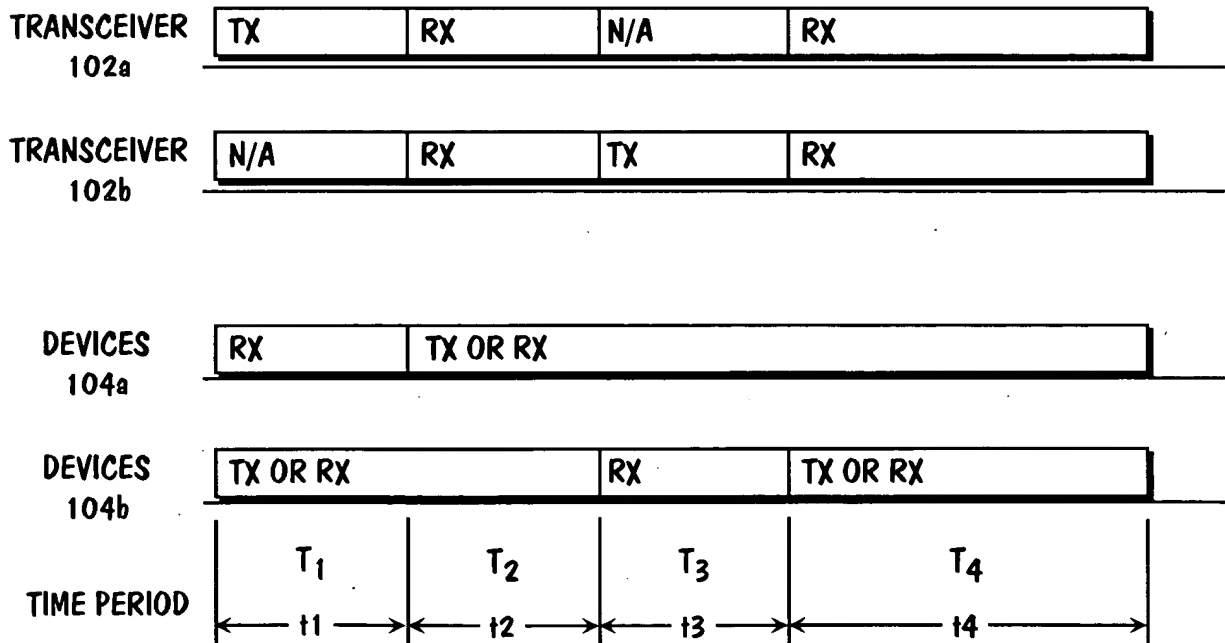 TRANSCEIVER 102a TX RX N/A RX
TRANSCEIVER 102b N/A RX TX RX
DEVICES 104a RX TX OR RX
DEVICES 104b TX OR RX RX TX OR RX
T1 T2 T3 T4
TIME PERIOD t1 t2 t3 t4